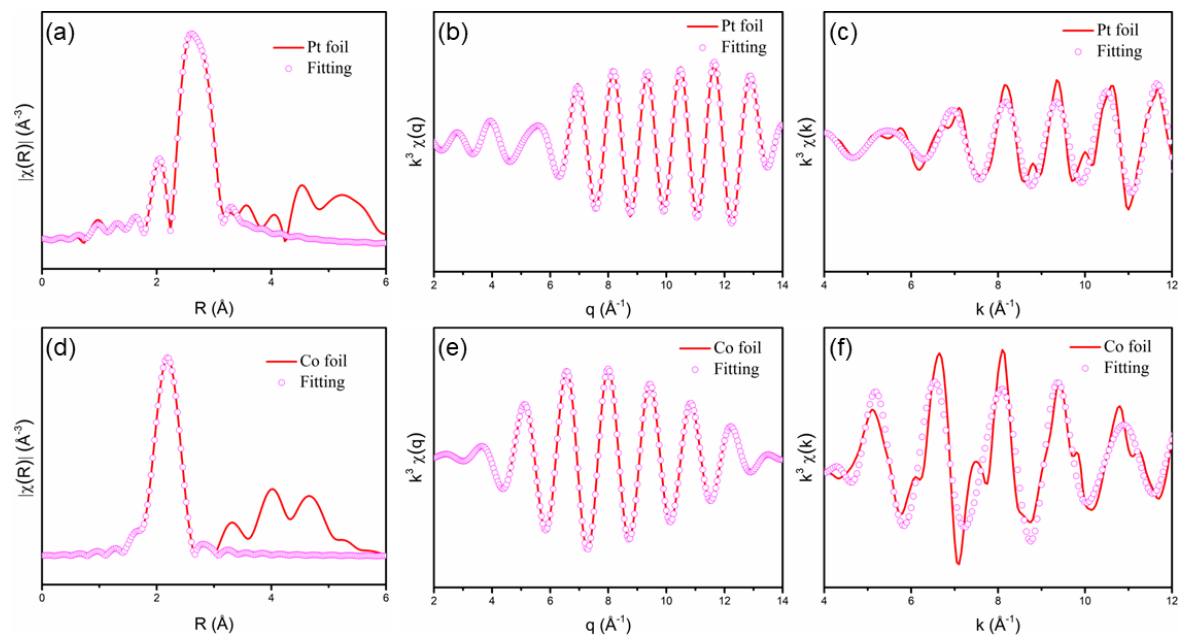 (a)
Pt foil
Fitting
|χ(R)| (Å⁻³)
0 2 4 6
R (Å)
(b)
Pt foil
Fitting
k³ χ(q)
2 4 6 8 10 12 14
q (Å⁻¹)
(c)
Pt foil
Fitting
k³ χ(k)
4 6 8 10 12
k (Å⁻¹)
(d)
Co foil
Fitting
|χ(R)| (Å⁻³)
0 2 4 6
R (Å)
(e)
Co foil
Fitting
k³ χ(q)
2 4 6 8 10 12 14
q (Å⁻¹)
(f)
Co foil
Fitting
k³ χ(k)
4 6 8 10 12
k (Å⁻¹)